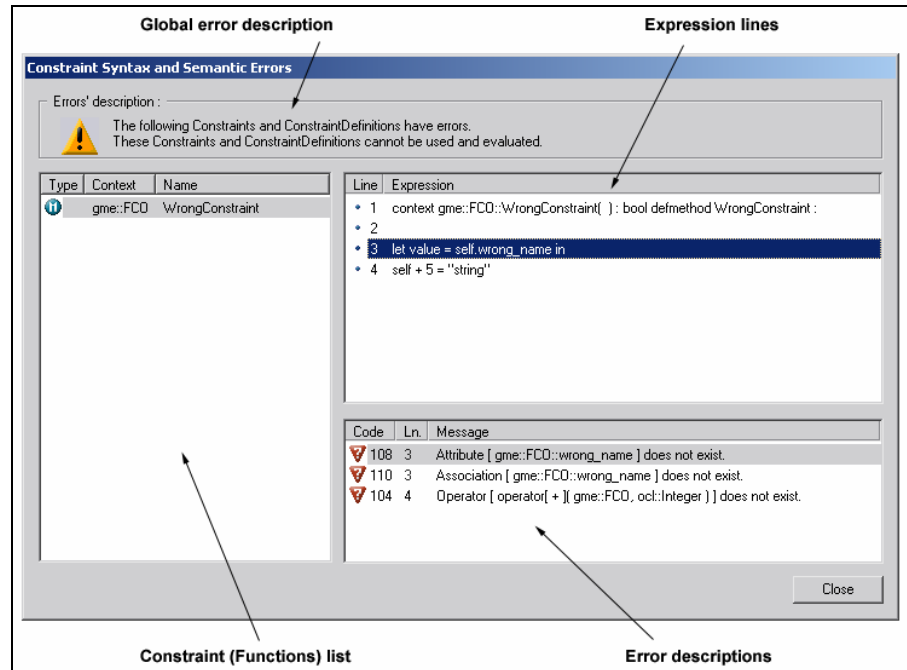 Global error description
Expression lines
Constraint Syntax and Semantic Errors
Errors' description :
The following Constraints and ConstraintDefinitions have errors.
These Constraints and ConstraintDefinitions cannot be used and evaluated.
Type Context Name
gme::FCO WrongConstraint
Line Expression
1 context gme::FCO::WrongConstraint( ) : bool defmethod WrongConstraint :
2
3 let value = self.wrong_name in
4 self + 5 = "string"
Code Ln. Message
108 3 Attribute [ gme::FCO::wrong_name ] does not exist.
110 3 Association [ gme::FCO::wrong_name ] does not exist.
104 4 Operator [ operator[ + ]( gme::FCO, ocl::Integer ) ] does not exist.
Close
Constraint (Functions) list
Error descriptions